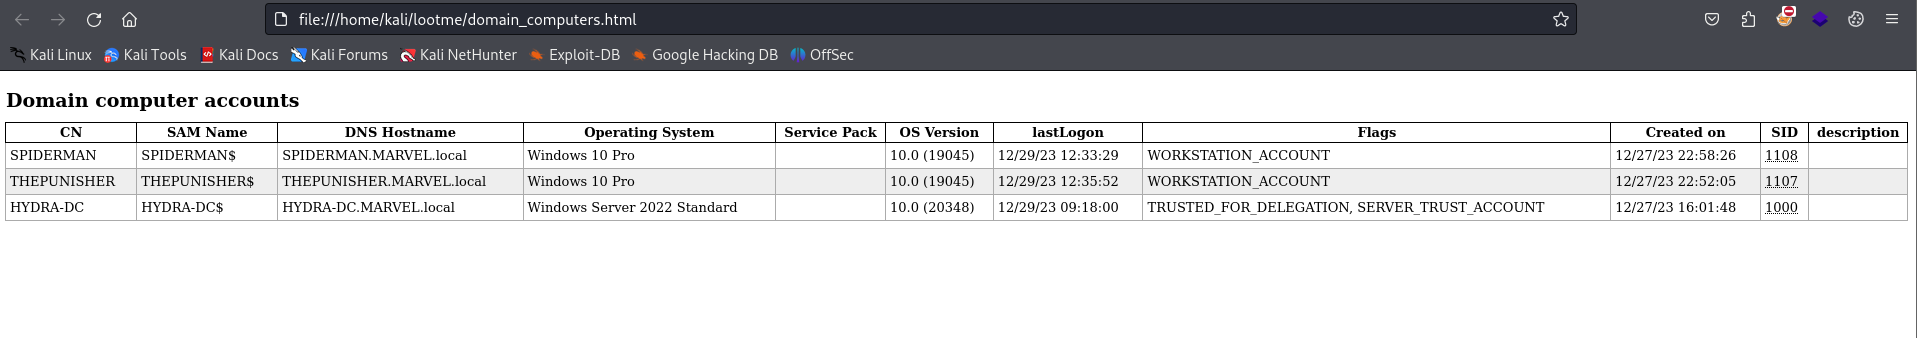 file:///home/kali/lootme/domain_computers.html
Kali Linux Kali Tools Kali Docs Kali Forums Kali NetHunter Exploit-DB Google Hacking DB OffSec
Domain computer accounts
CN SAM Name DNS Hostname Operating System Service Pack OS Version lastLogon Flags Created on SID description
SPIDERMAN SPIDERMAN$ SPIDERMAN.MARVEL.local Windows 10 Pro 10.0 (19045) 12/29/23 12:33:29 WORKSTATION_ACCOUNT 12/27/23 22:58:26 1108
THEPUNISHER THEPUNISHER$ THEPUNISHER.MARVEL.local Windows 10 Pro 10.0 (19045) 12/29/23 12:35:52 WORKSTATION_ACCOUNT 12/27/23 22:52:05 1107
HYDRA-DC HYDRA-DC$ HYDRA-DC.MARVEL.local Windows Server 2022 Standard 10.0 (20348) 12/29/23 09:18:00 TRUSTED_FOR_DELEGATION, SERVER_TRUST_ACCOUNT 12/27/23 16:01:48 1000